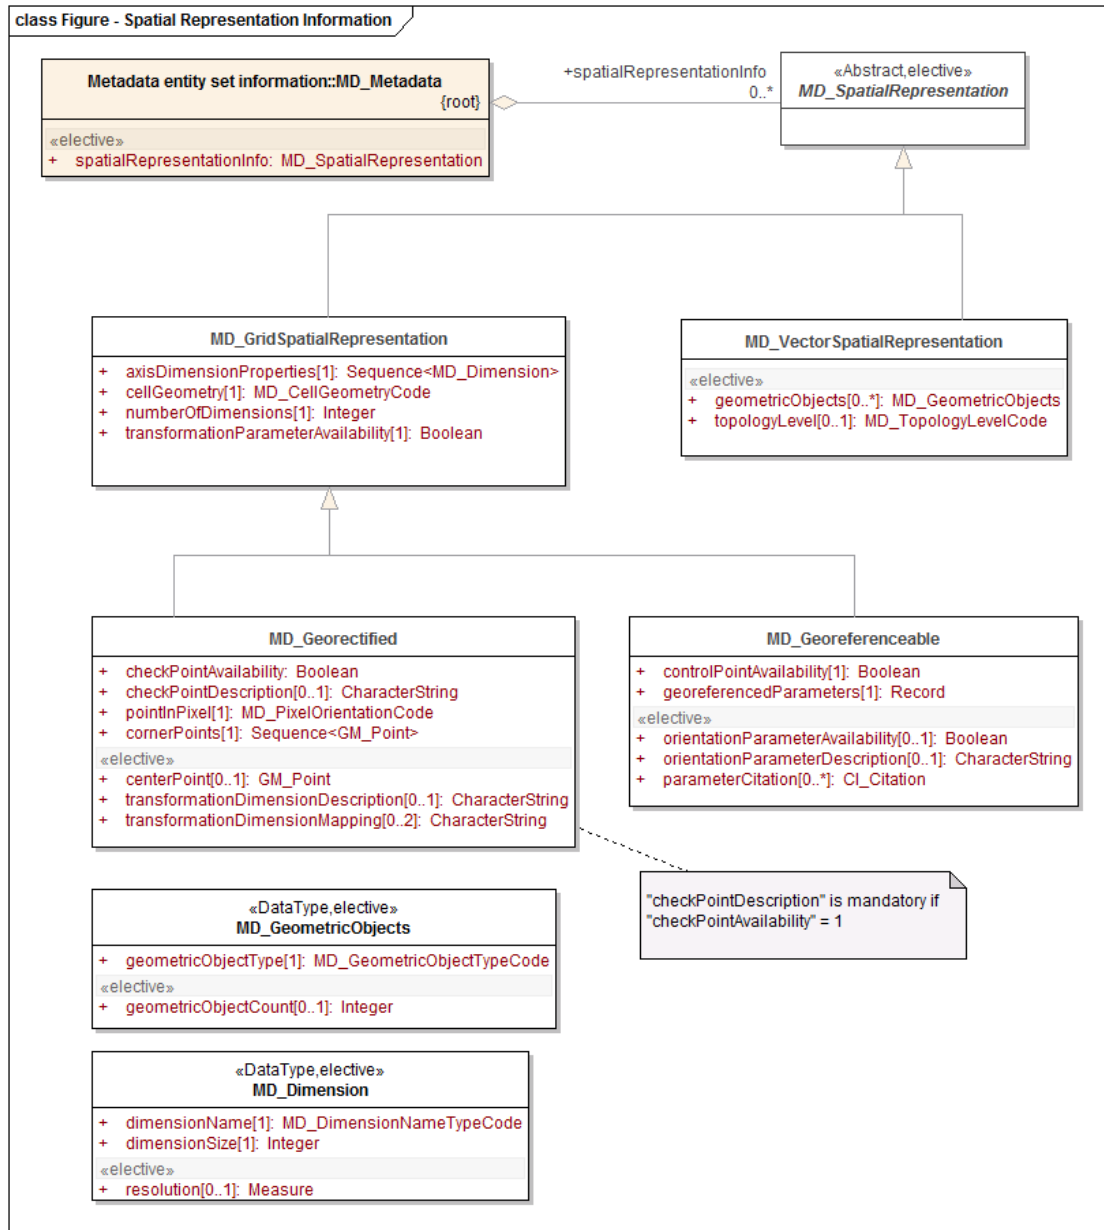 class Figure - Spatial Representation Information
Metadata entity set information::MD_Metadata
{root}
«elective»
+ spatialRepresentationInfo: MD_SpatialRepresentation
+spatialRepresentationInfo
0..*
«Abstract,elective»
MD_SpatialRepresentation
MD_GridSpatialRepresentation
+ axisDimensionProperties[1]: Sequence<MD_Dimension>
+ cellGeometry[1]: MD_CellGeometryCode
+ numberOfDimensions[1]: Integer
+ transformationParameterAvailability[1]: Boolean
MD_VectorSpatialRepresentation
«elective»
+ geometricObjects[0..*]: MD_GeometricObjects
+ topologyLevel[0..1]: MD_TopologyLevelCode
MD_Georectified
+ checkPointAvailability: Boolean
+ checkPointDescription[0..1]: CharacterString
+ pointInPixel[1]: MD_PixelOrientationCode
+ cornerPoints[1]: Sequence<GM_Point>
«elective»
+ centerPoint[0..1]: GM_Point
+ transformationDimensionDescription[0..1]: CharacterString
+ transformationDimensionMapping[0..2]: CharacterString
MD_Georeferenceable
+ controlPointAvailability[1]: Boolean
+ georeferencedParameters[1]: Record
«elective»
+ orientationParameterAvailability[0..1]: Boolean
+ orientationParameterDescription[0..1]: CharacterString
+ parameterCitation[0..*]: CI_Citation
"checkPointDescription" is mandatory if
"checkPointAvailability" = 1
«DataType,elective»
MD_GeometricObjects
+ geometricObjectType[1]: MD_GeometricObjectTypeCode
«elective»
+ geometricObjectCount[0..1]: Integer
«DataType,elective»
MD_Dimension
+ dimensionName[1]: MD_DimensionNameTypeCode
+ dimensionSize[1]: Integer
«elective»
+ resolution[0..1]: Measure